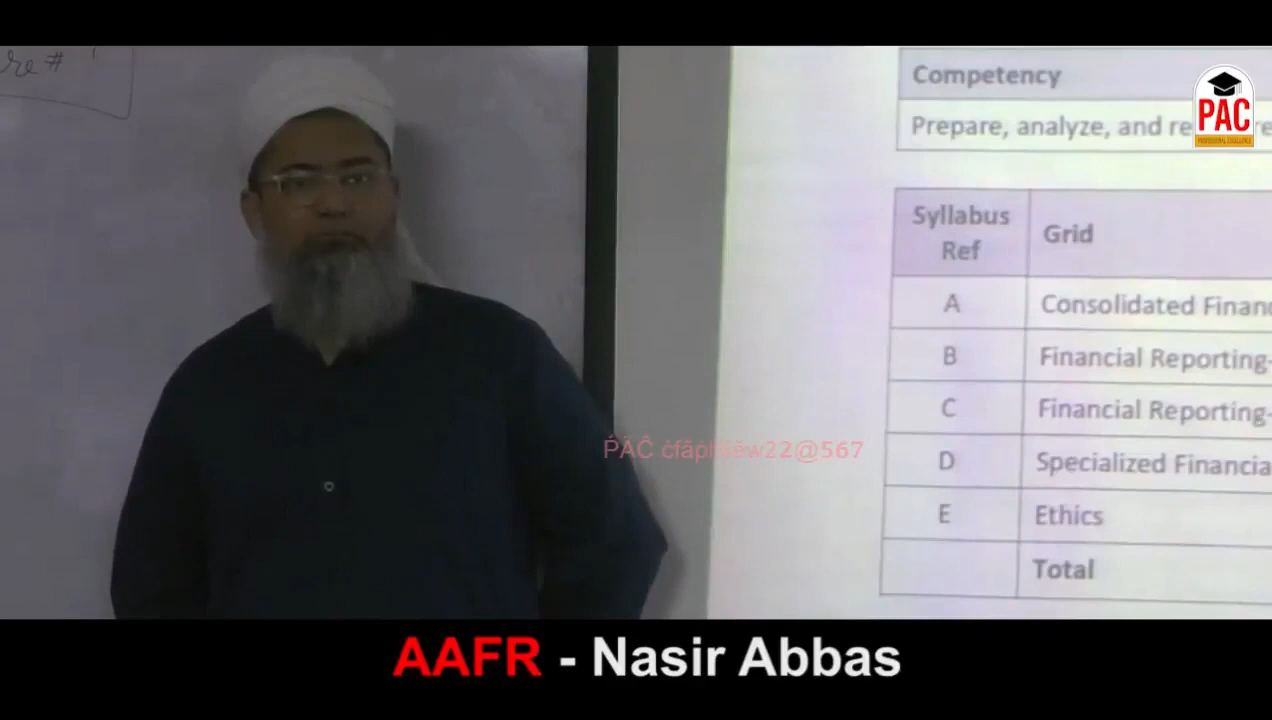 Competency
Prepare, analyze, and re
PAC
Syllabus
Ref
Grid
A
Consolidated Financ
B
Financial Reporting-
C
Financial Reporting-
D
Specialized Financia
E
Ethics
Total
AAFR - Nasir Abbas